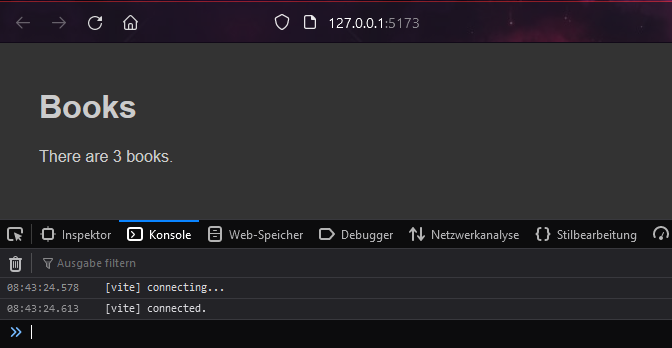 127.0.0.1:5173
Books
There are 3 books.
Inspektor Konsole Web-Speicher Debugger Netzwerkanalyse Stilbearbeitung
Ausgabe filtern
08:43:24.578 [vite] connecting...
08:43:24.613 [vite] connected.